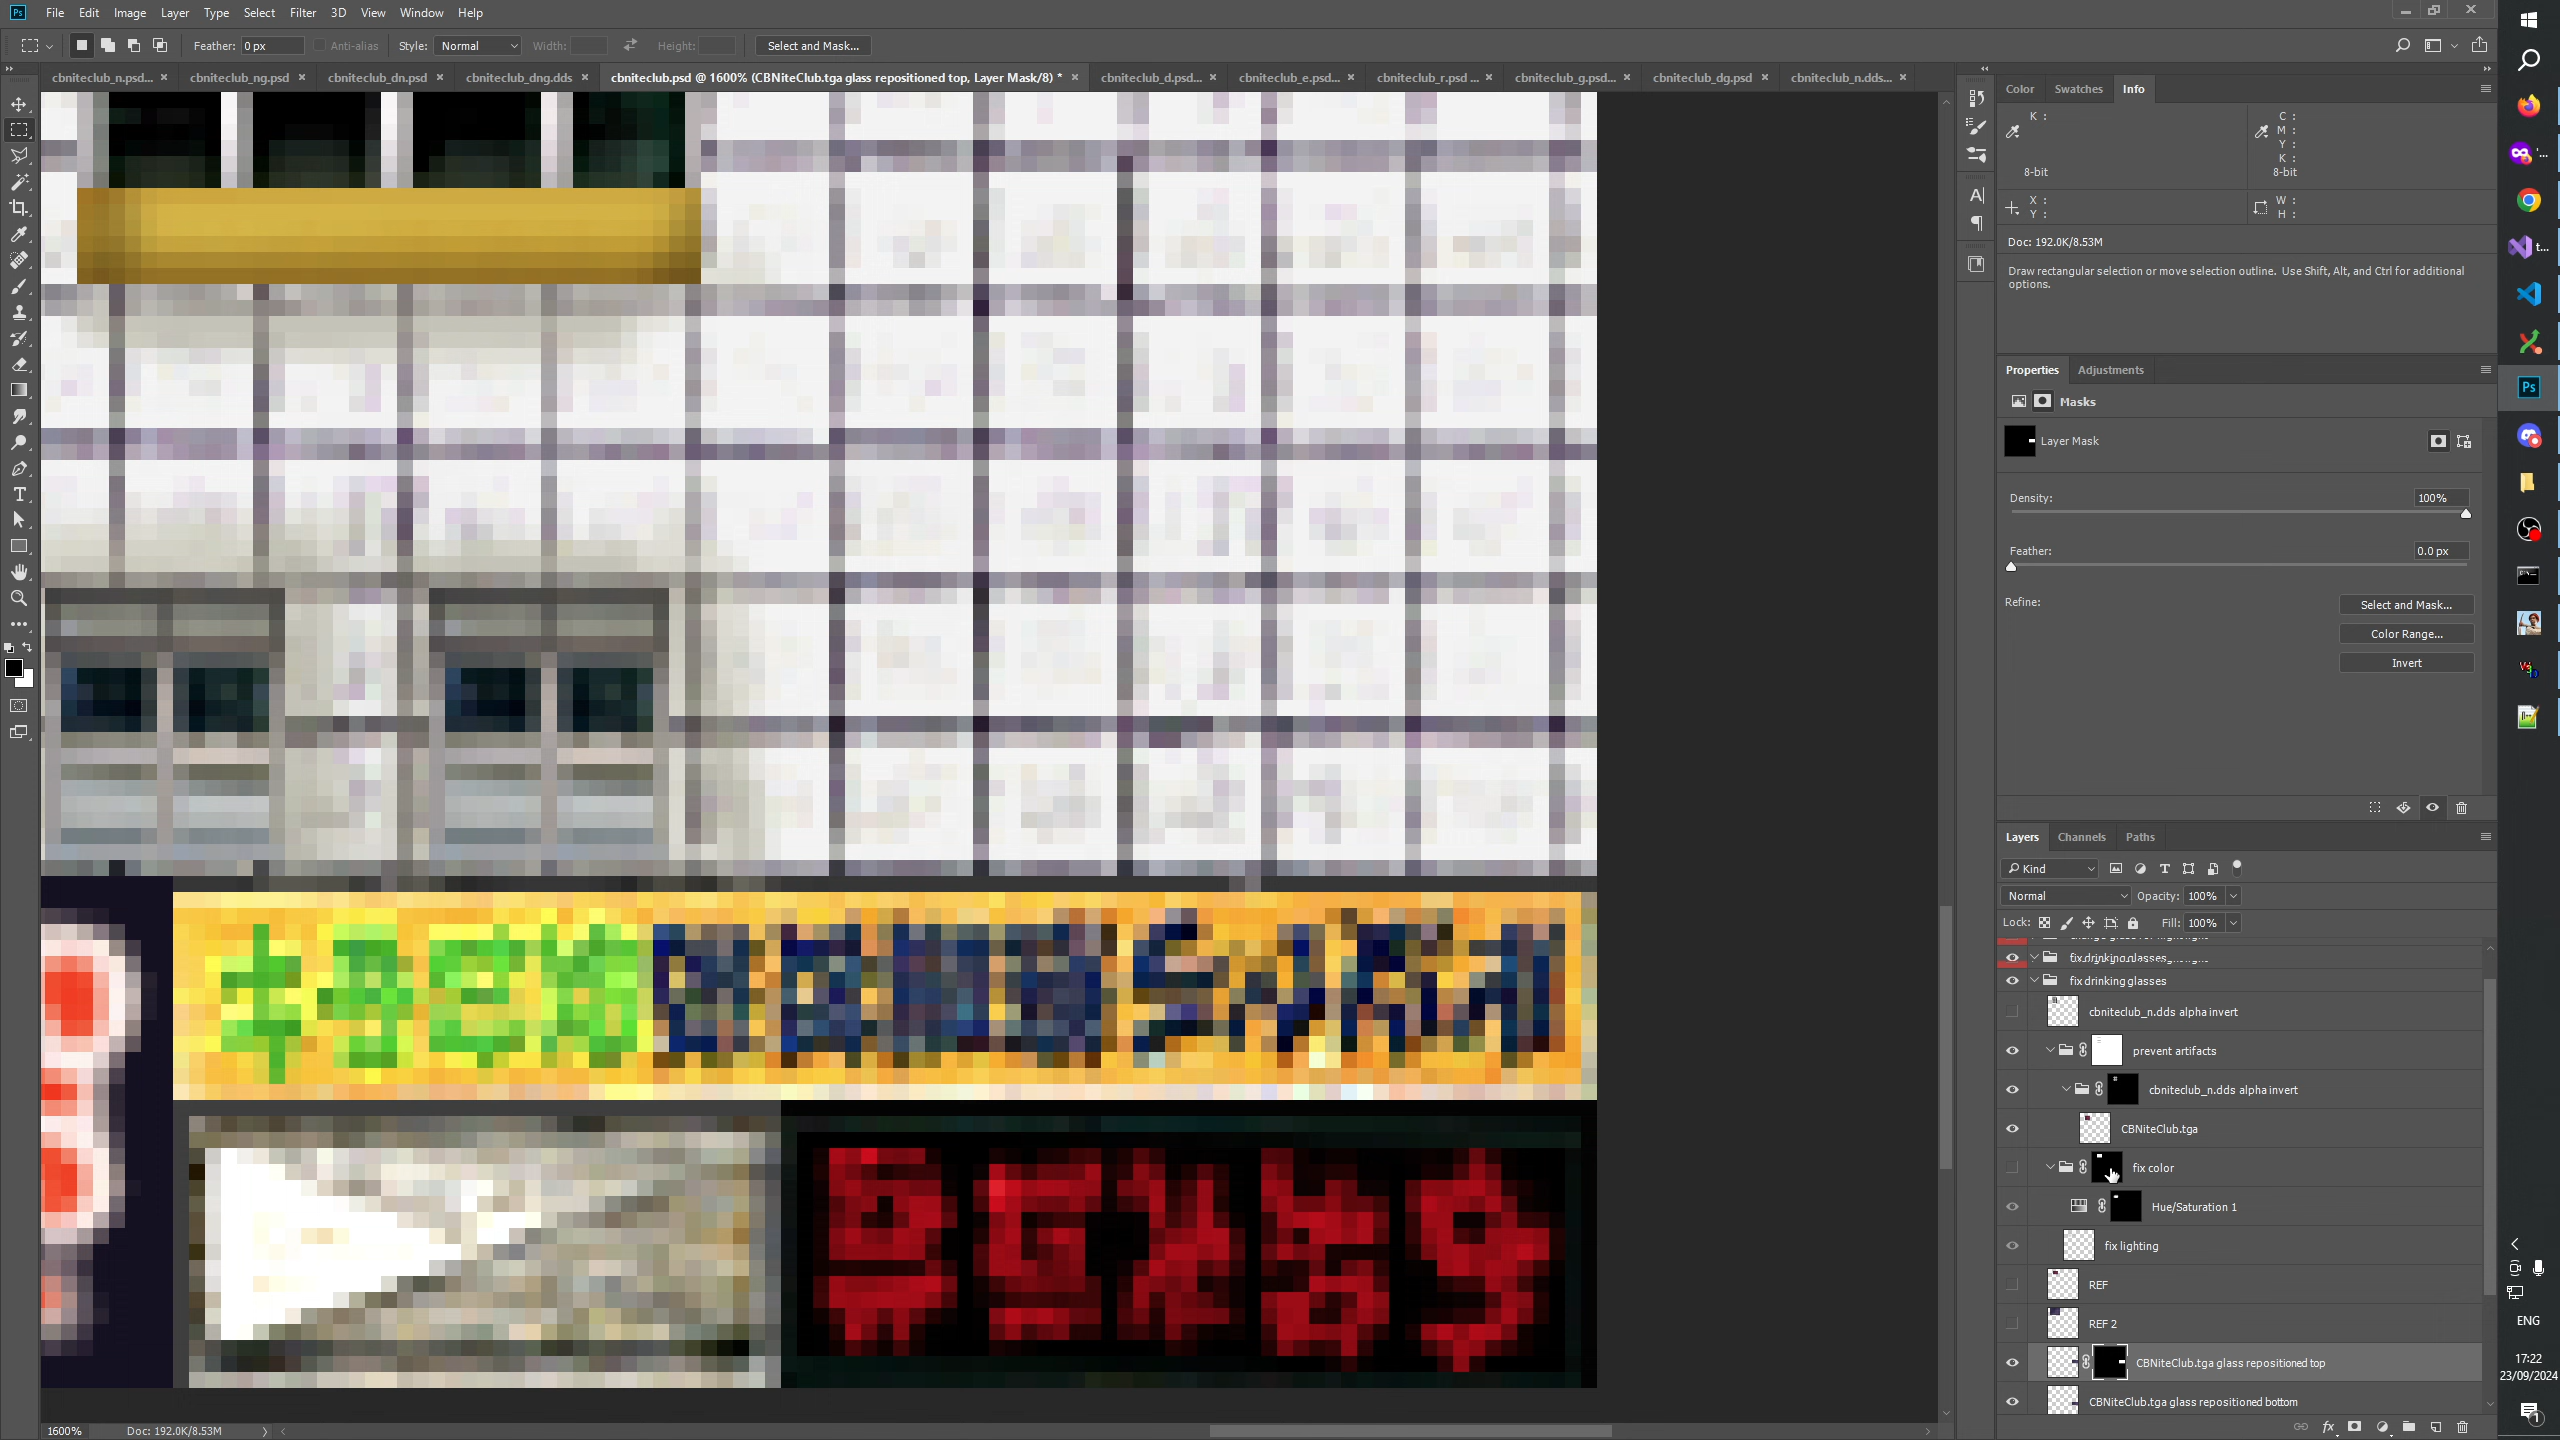 File Edit Image Layer Type Select Filter 3D View Window Help
Feather: 0 px Anti-alias Style: Normal Width: Height: Select and Mask...
cbniteclub_n.psd... cbniteclub_ng.psd cbniteclub_dn.psd cbniteclub_dng.dds cbniteclub.psd @ 1600% (CBNiteClub.tga glass repositioned top, Layer Mask/8) * cbniteclub_d.psd... cbniteclub_e.psd... cbniteclub_r.psd ... cbniteclub_g.psd... cbniteclub_dg.psd cbniteclub_n.dds...
Color Swatches Info
K :
8-bit
C :
M :
Y :
K :
8-bit
X :
Y :
W :
H :
Doc: 192.0K/8.53M
Draw rectangular selection or move selection outline. Use Shift, Alt, and Ctrl for additional
options.
Properties Adjustments
Masks
Layer Mask
Density: 100%
Feather: 0.0 px
Refine:
Select and Mask...
Color Range...
Invert
Layers Channels Paths
Kind
Normal Opacity: 100%
Lock: Fill: 100%
fix drinking glasses
cbniteclub_n.dds alpha invert
prevent artifacts
cbniteclub_n.dds alpha invert
CBNiteClub.tga
fix color
Hue/Saturation 1
fix lighting
REF
REF 2
CBNiteClub.tga glass repositioned top
CBNiteClub.tga glass repositioned bottom
1600% Doc: 192.0K/8.53M
ENG
17:22
23/09/2024